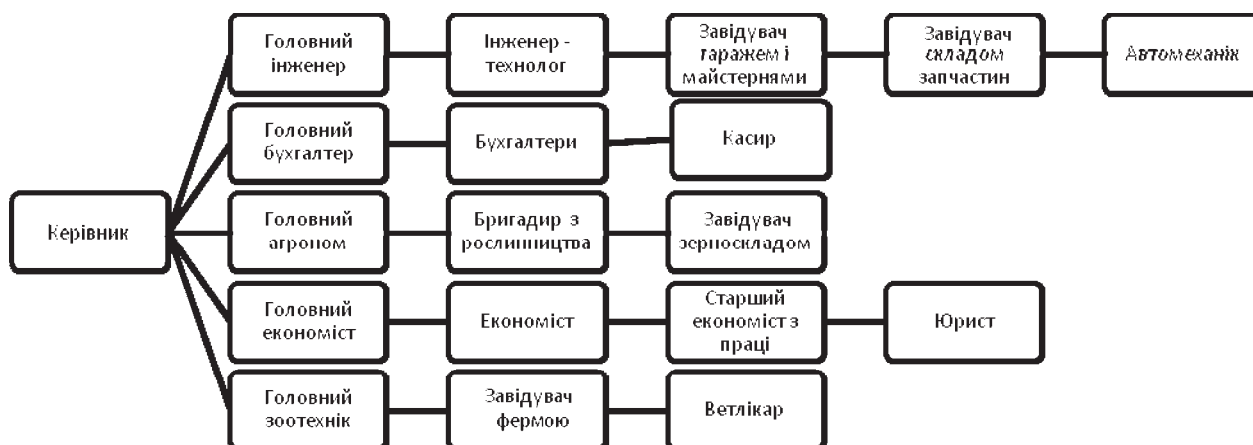 Головний
інженер
Інженер -
технолог
Завідувач
гаражем і
майстернями
Завідувач
складом
запчастин
Автомеханік
Головний
бухгалтер
Бухгалтери
Касир
Керівник
Головний
агроном
Бригадир з
рослинництва
Завідувач
зерноскладом
Головний
економіст
Економіст
Старший
економіст з
праці
Юрист
Головний
зоотехнік
Завідувач
фермою
Ветлікар